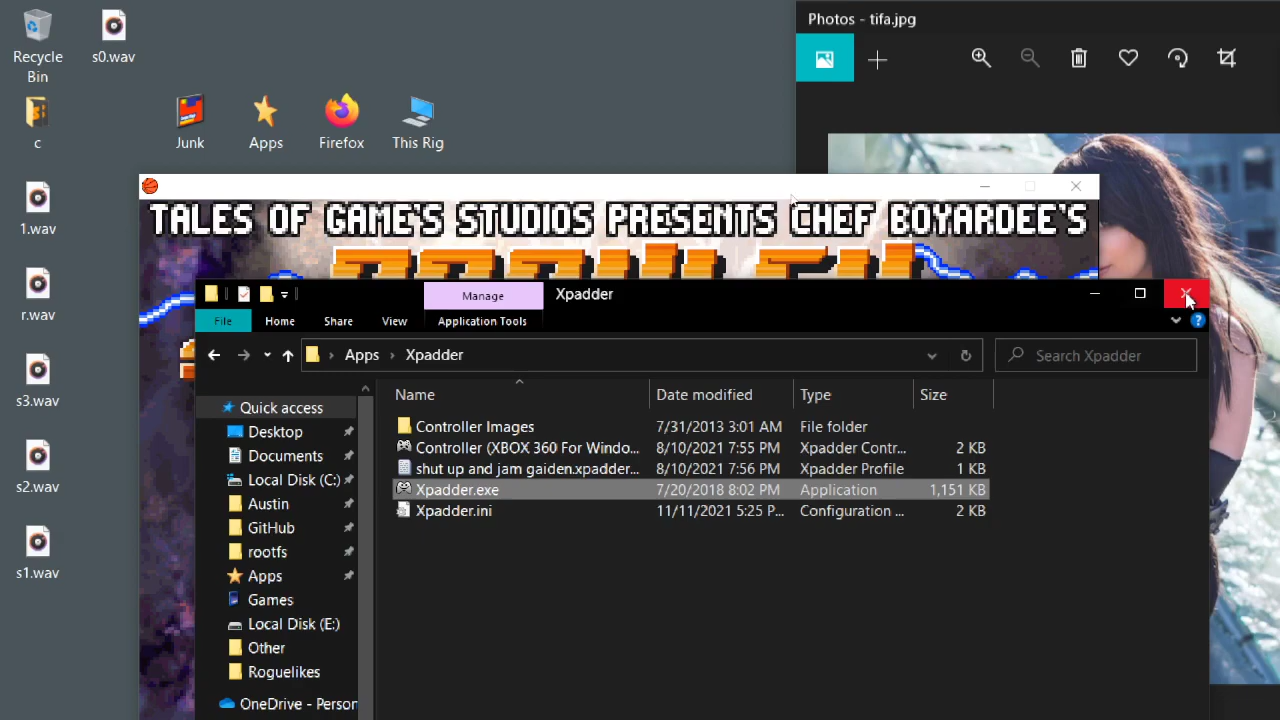 Photos - tifa.jpg
Recycle Bin
s0.wav
c
Junk
Apps
Firefox
This Rig
1.wav
r.wav
s3.wav
s2.wav
s1.wav
TALES OF GAME'S STUDIOS PRESENTS CHEF BOYARDEE'S
Manage
Xpadder
File
Home
Share
View
Application Tools
?
Apps
Xpadder
Search Xpadder
Name
Date modified
Type
Size
Controller Images 7/31/2013 3:01 AM File folder
Controller (XBOX 360 For Windo... 8/10/2021 7:55 PM Xpadder Contr... 2 KB
shut up and jam gaiden.xpadder... 8/10/2021 7:56 PM Xpadder Profile 1 KB
Xpadder.exe 7/20/2018 8:02 PM Application 1,151 KB
Xpadder.ini 11/11/2021 5:25 P... Configuration ... 2 KB
Quick access
Desktop
Documents
Local Disk (C:)
Austin
GitHub
rootfs
Apps
Games
Local Disk (E:)
Other
Roguelikes
OneDrive - Person